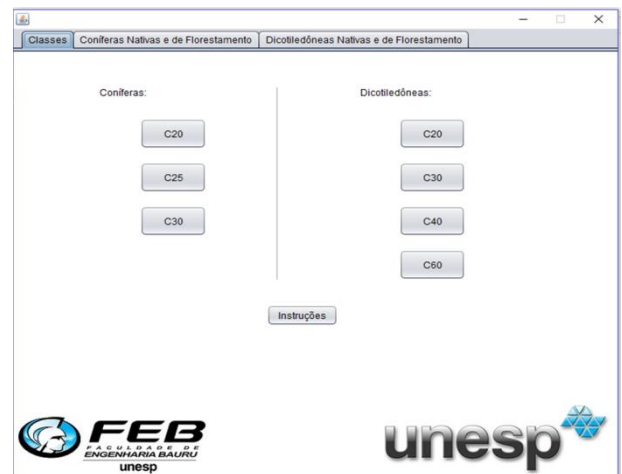 Classes Coníferas Nativas e de Florestamento Dicotiledôneas Nativas e de Florestamento
Coníferas:
C20
C25
C30
Dicotiledôneas:
C20
C30
C40
C60
Instruções
FEB
FACULDADE DE
ENGENHARIA BAURU
unesp
unesp